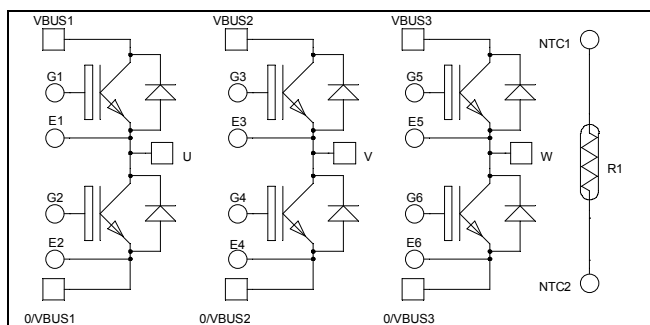 VBUS1 VBUS2 VBUS3
NTC1
G1 G3 G5
E1 E3 E5
U V W
R1
G2 G4 G6
E2 E4 E6
NTC2
0/VBUS1 0/VBUS2 0/VBUS3